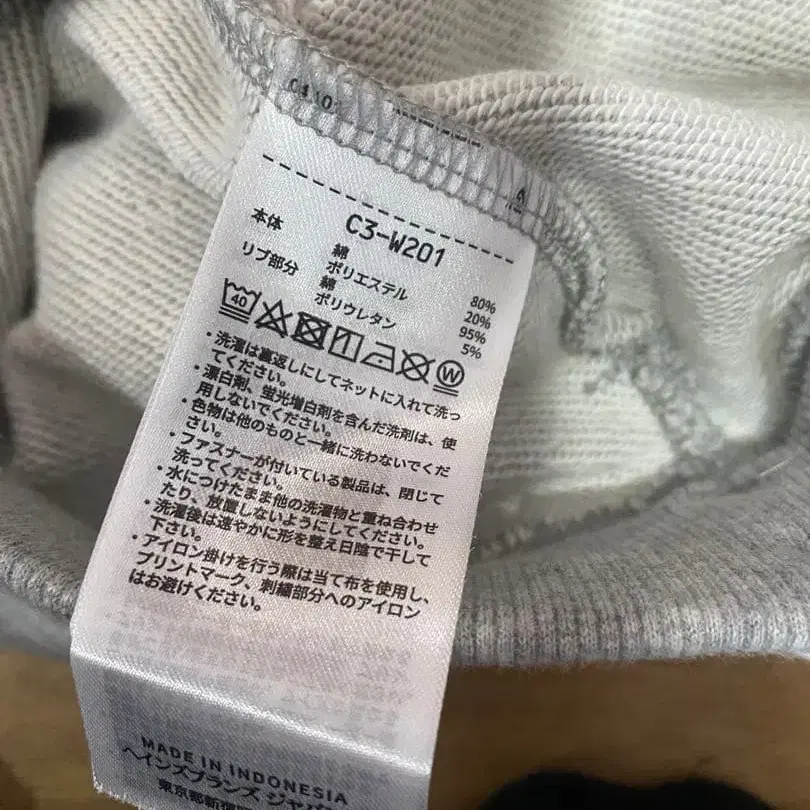 C3-W201
本体 綿 80%
ポリエステル 20%
リブ部分 綿 95%
ポリウレタン 5%
40 W
・洗濯は裏返しにしてネットに入れて洗っ
てください。
・漂白剤、蛍光増白剤を含んだ洗剤は、使
用しないでください。
・色物は他のものと一緒に洗わないでくだ
さい。
・ファスナーが付いている製品は、閉じて
洗ってください。
・水につけたまま他の洗濯物と重ね合わせ
たり、放置しないようにしてください。
・洗濯後は速やかに形を整え日陰で干して
下さい。
・アイロン掛けを行う際は当て布を使用し、
プリントマーク、刺繍部分へのアイロン
はお避けください。
MADE IN INDONESIA
ヘインズブランズ ジャパン
東京都新宿